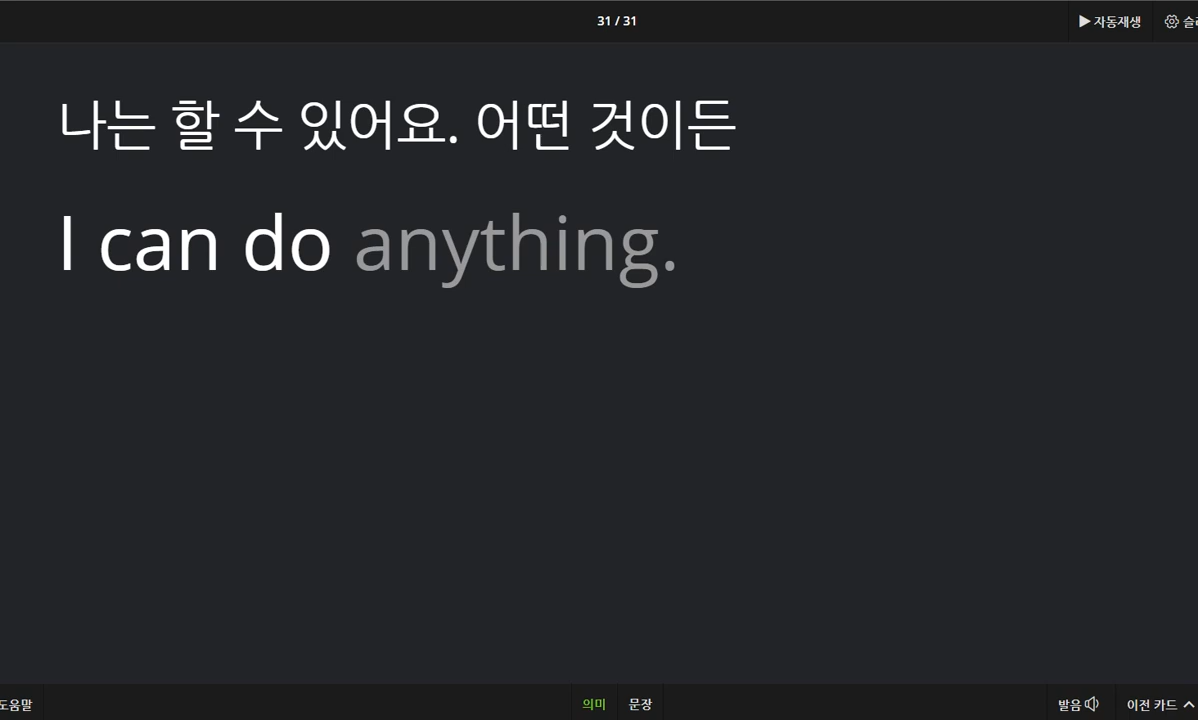 31 / 31
▶ 자동재생
나는 할 수 있어요. 어떤 것이든
I can do anything.
도움말
의미
문장
발음
이전 카드